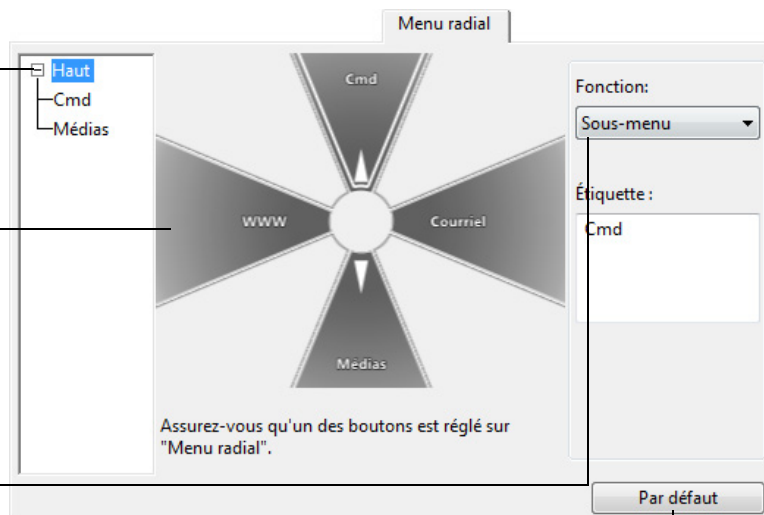 Menu radial
Haut
Cmd
Médias
Cmd
WWW
Courriel
Médias
Assurez-vous qu'un des boutons est réglé sur
"Menu radial".
Fonction:
Sous-menu
Étiquette :
Cmd
Par défaut